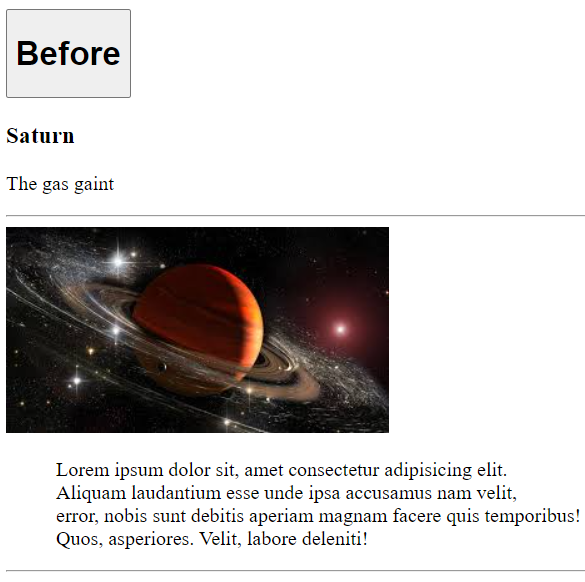 Before
Saturn
The gas gaint
Lorem ipsum dolor sit, amet consectetur adipisicing elit.
Aliquam laudantium esse unde ipsa accusamus nam velit,
error, nobis sunt debitis aperiam magnam facere quis temporibus!
Quos, asperiores. Velit, labore deleniti!